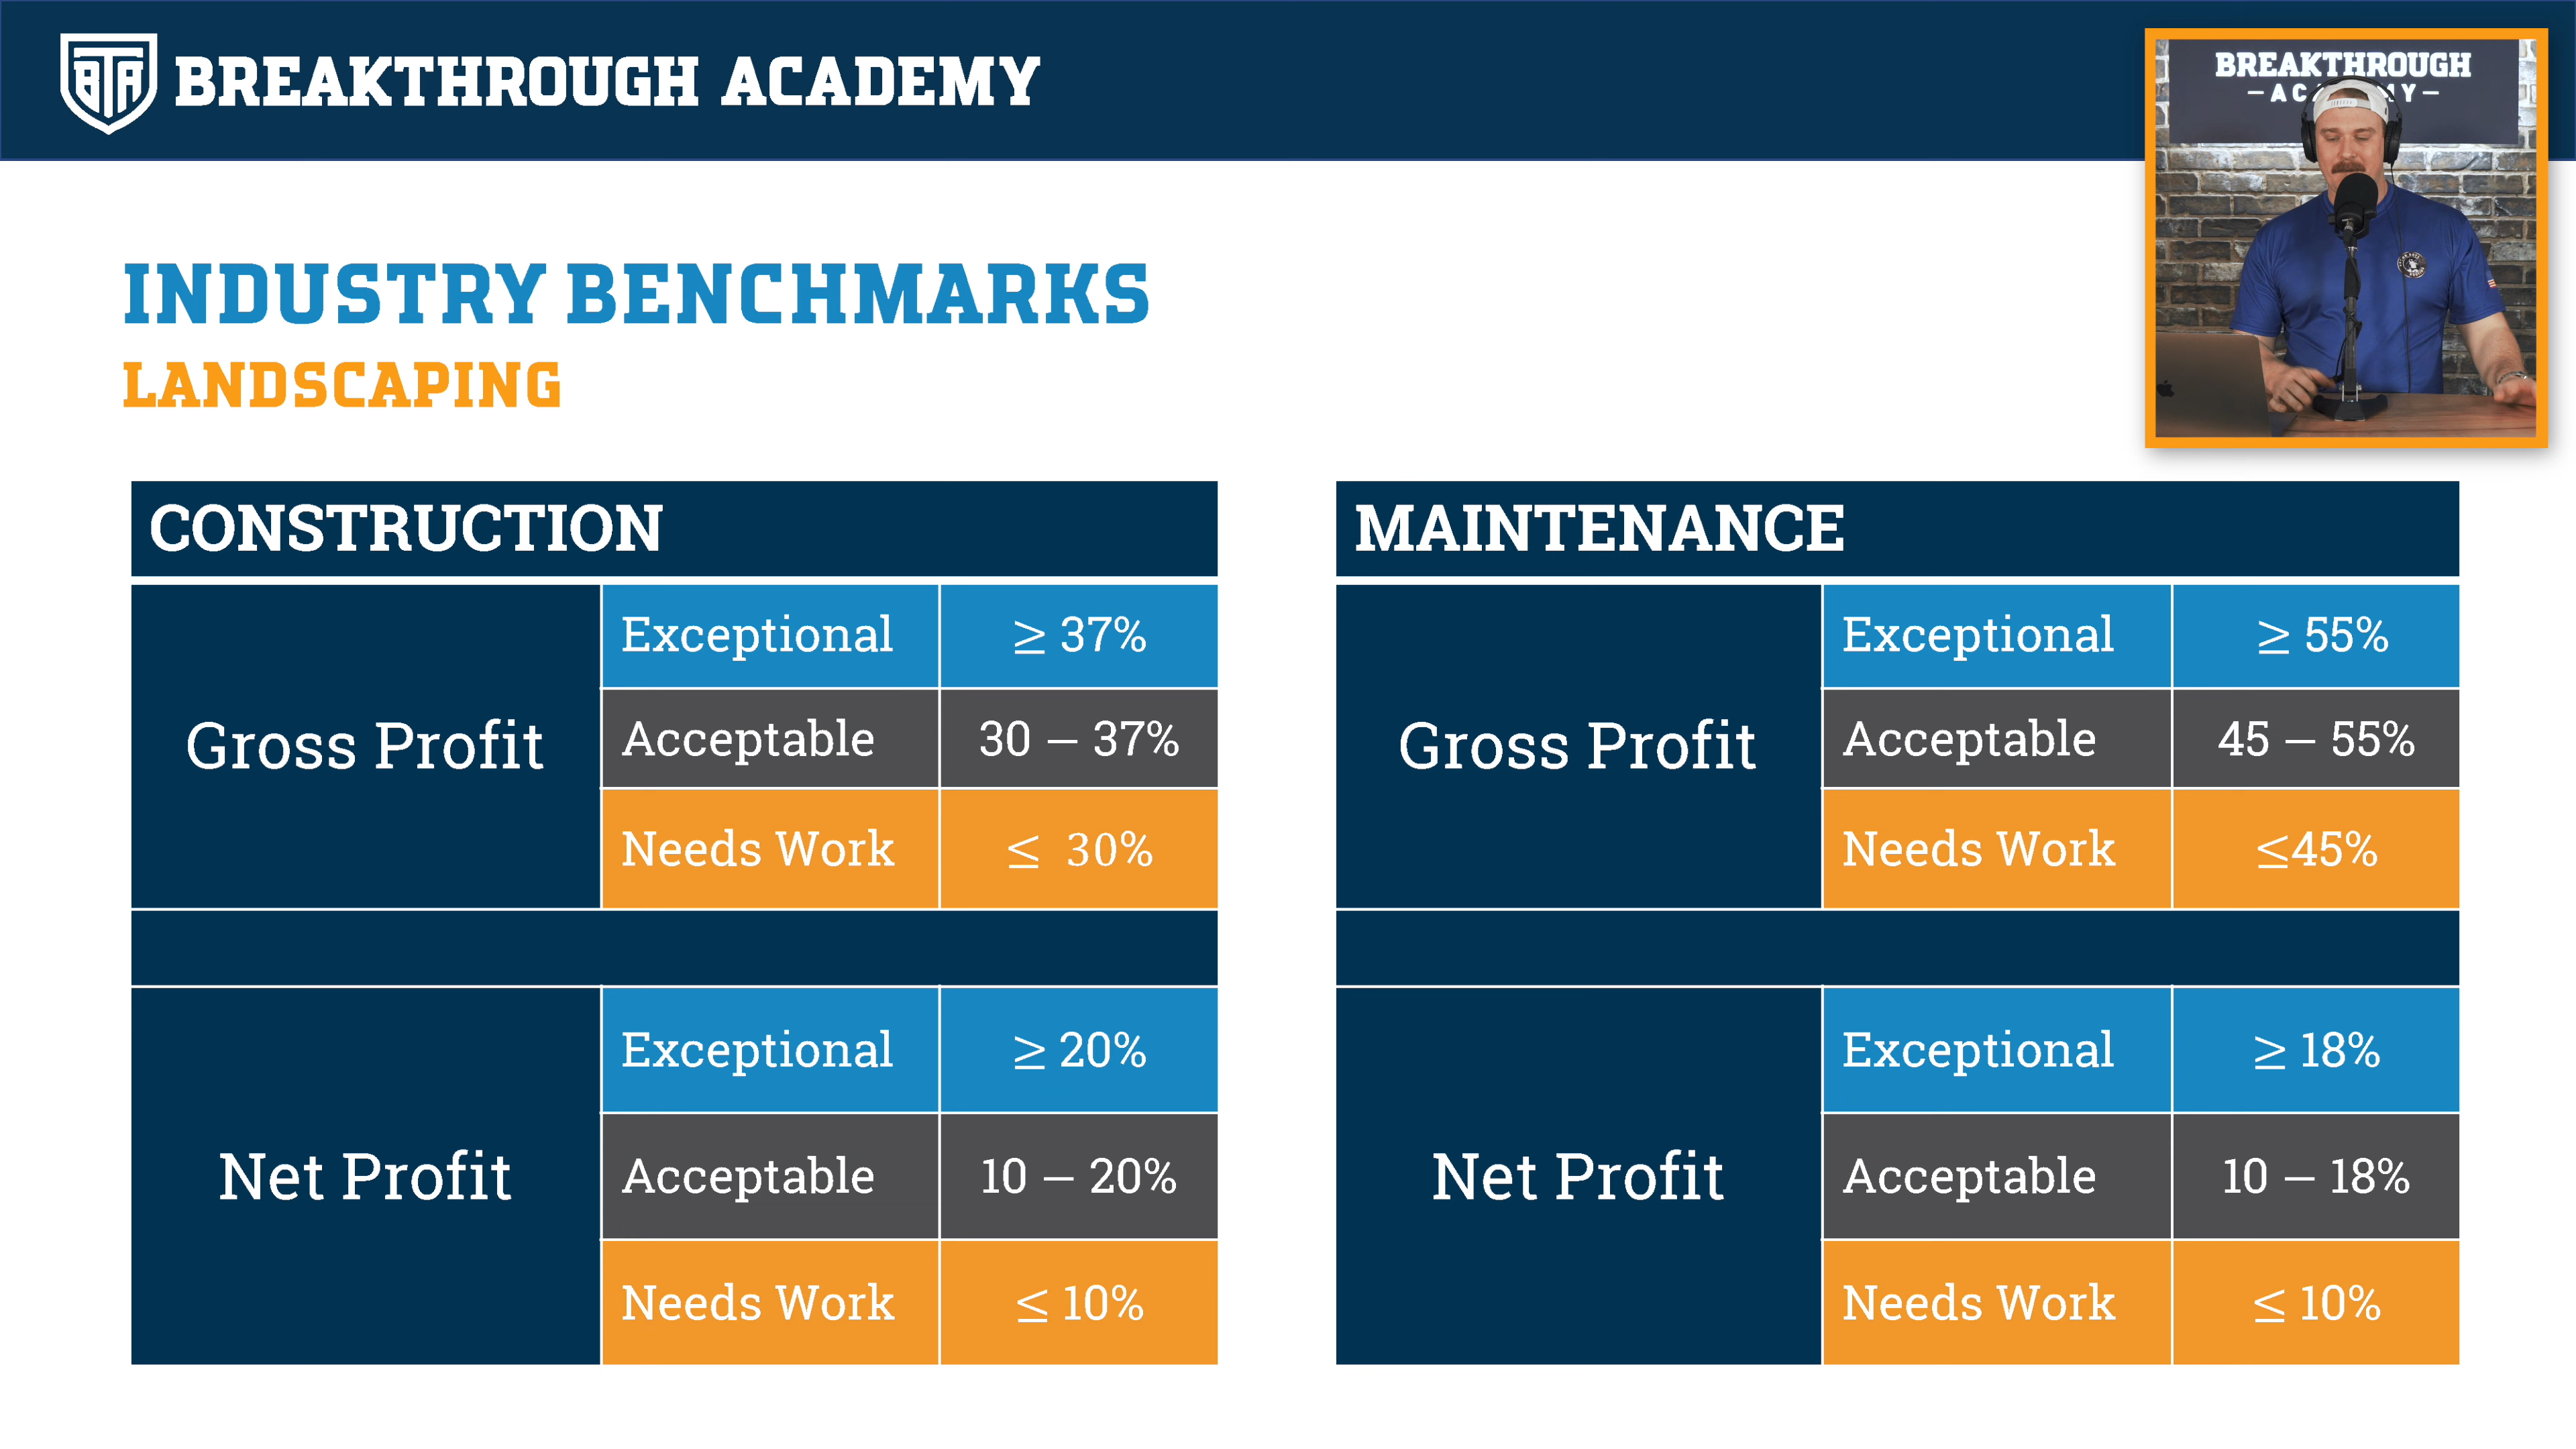 BTA BREAKTHROUGH ACADEMY
BREAKTHROUGH
INDUSTRY BENCHMARKS
LANDSCAPING
CONSTRUCTION
Gross Profit
Exceptional ≥ 37%
Acceptable 30 – 37%
Needs Work ≤ 30%
Net Profit
Exceptional ≥ 20%
Acceptable 10 – 20%
Needs Work ≤ 10%
MAINTENANCE
Gross Profit
Exceptional ≥ 55%
Acceptable 45 – 55%
Needs Work ≤45%
Net Profit
Exceptional ≥ 18%
Acceptable 10 – 18%
Needs Work ≤ 10%